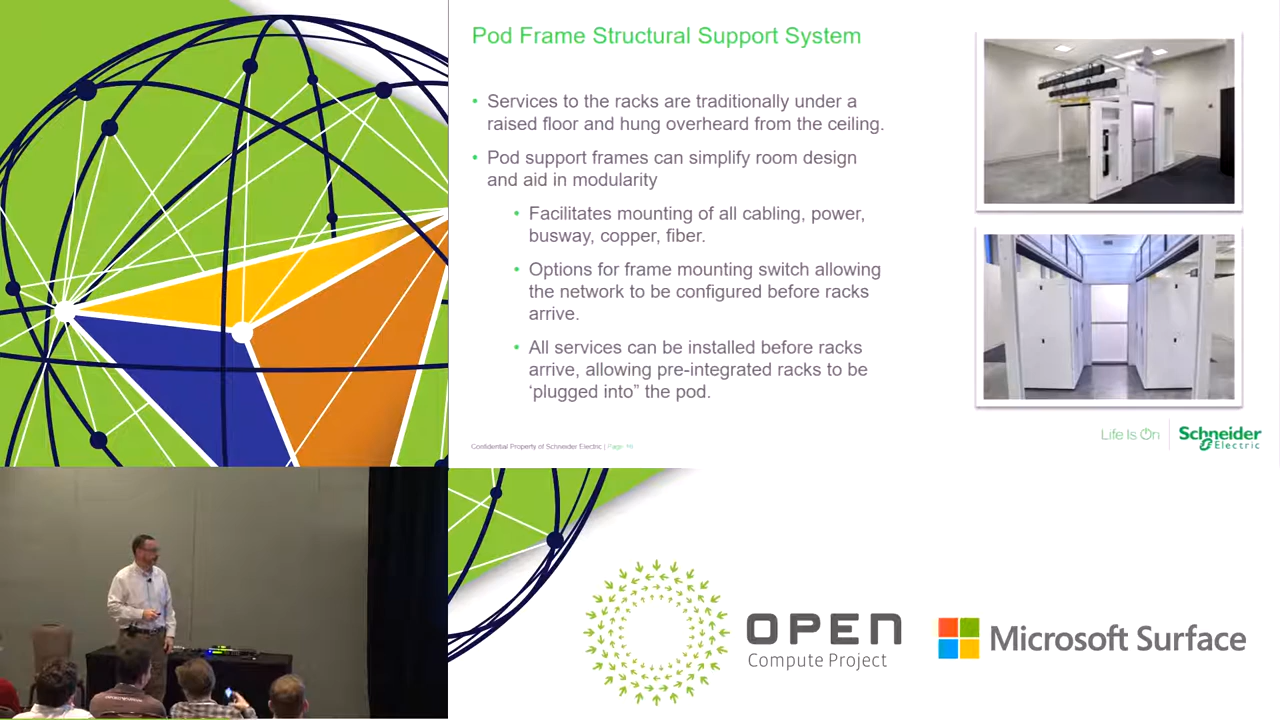 Pod Frame Structural Support System
• Services to the racks are traditionally under a
raised floor and hung overheard from the ceiling.
• Pod support frames can simplify room design
and aid in modularity
• Facilitates mounting of all cabling, power,
busway, copper, fiber.
• Options for frame mounting switch allowing
the network to be configured before racks
arrive.
• All services can be installed before racks
arrive, allowing pre-integrated racks to be
‘plugged into” the pod.
Confidential Property of Schneider Electric | Page 16
Life Is On
Schneider
Electric
OPEN
Compute Project
Microsoft Surface